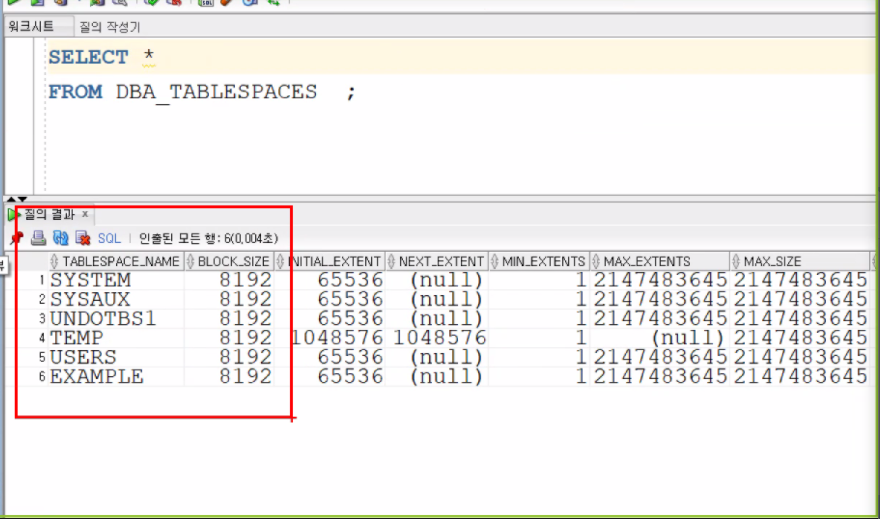 워크시트 질의 작성기
SELECT *
FROM DBA_TABLESPACES ;
질의 결과 x
SQL | 인출된 모든 행: 6(0,004초)
TABLESPACE_NAME BLOCK_SIZE INITIAL_EXTENT NEXT_EXTENT MIN_EXTENTS MAX_EXTENTS MAX_SIZE
1 SYSTEM 8192 65536 (null) 1 2147483645 2147483645
2 SYSAUX 8192 65536 (null) 1 2147483645 2147483645
3 UNDOTBS1 8192 65536 (null) 1 2147483645 2147483645
4 TEMP 8192 1048576 1048576 1 (null) 2147483645
5 USERS 8192 65536 (null) 1 2147483645 2147483645
6 EXAMPLE 8192 65536 (null) 1 2147483645 2147483645